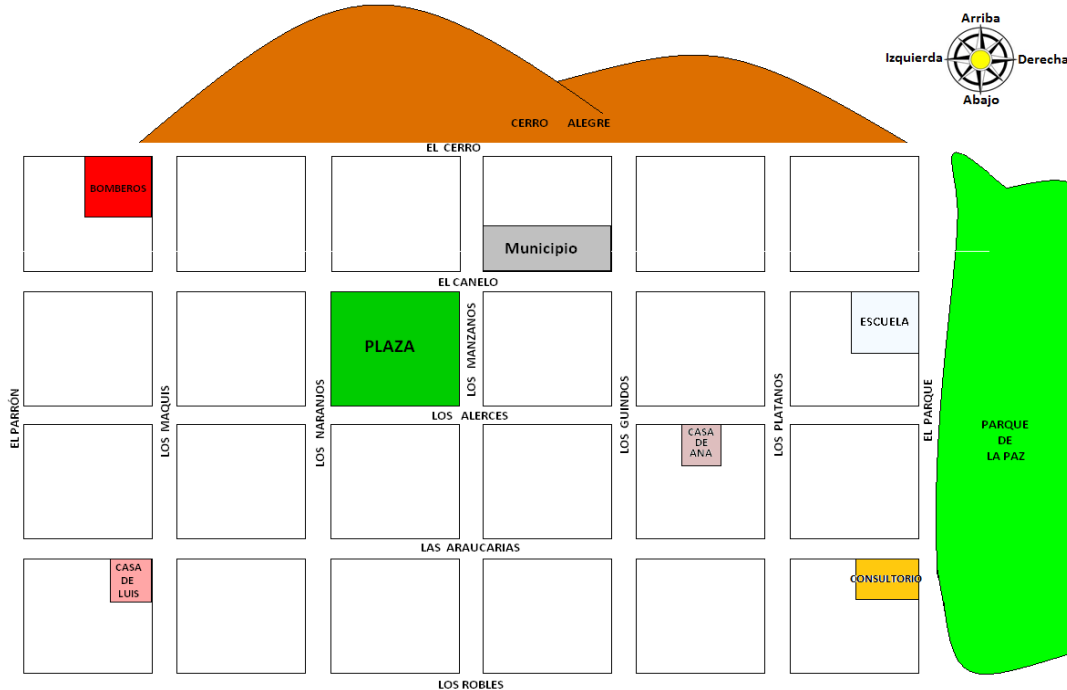 Arriba
Izquierda
Derecha
Abajo
CERRO ALEGRE
EL CERRO
BOMBEROS
Municipio
EL CANELO
PLAZA
LOS MANZANOS
ESCUELA
EL PARRÓN
LOS MAQUIS
LOS NARANJOS
LOS ALERCES
LOS GUINDOS
LOS PLATANOS
EL PARQUE
CASA
DE
ANA
PARQUE
DE
LA PAZ
LAS ARAUCARIAS
CASA
DE
LUIS
CONSULTORIO
LOS ROBLES